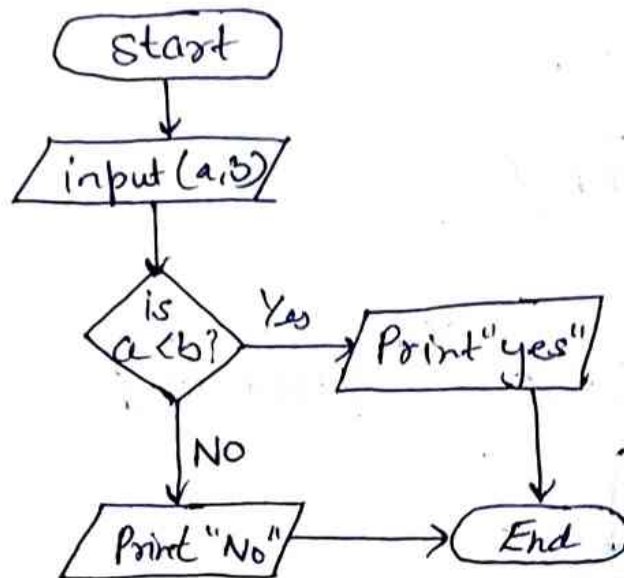 Start
input (a,b)
is
a<b?
Yes
Print "yes"
NO
Print "No"
End